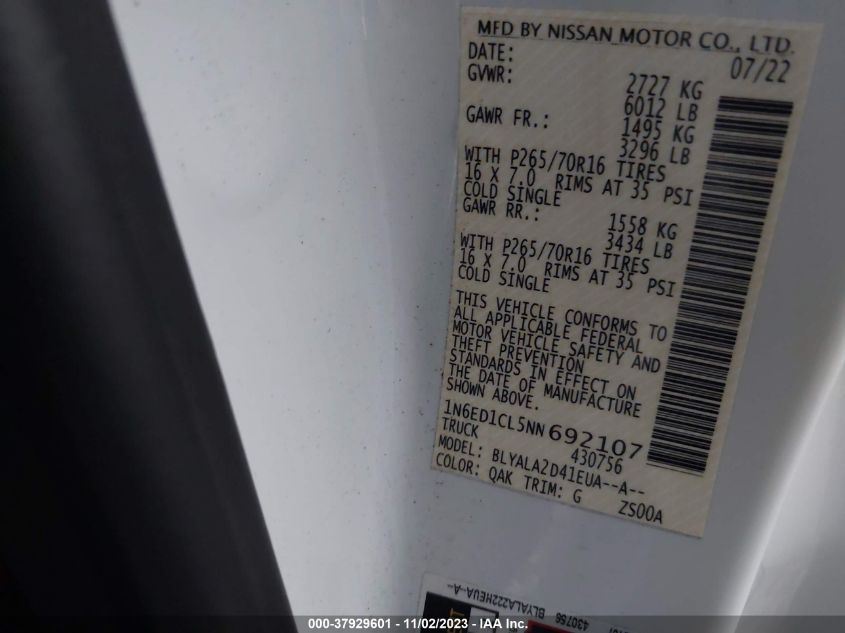 MFD BY NISSAN MOTOR CO., LTD.
DATE: 07/22
GVWR: 2727 KG
6012 LB
GAWR FR.: 1495 KG
3296 LB
WITH P265/70R16 TIRES
16 X 7.0 RIMS AT 35 PSI
COLD SINGLE
GAWR RR.: 1558 KG
3434 LB
WITH P265/70R16 TIRES
16 X 7.0 RIMS AT 35 PSI
COLD SINGLE
THIS VEHICLE CONFORMS TO
ALL APPLICABLE FEDERAL
MOTOR VEHICLE SAFETY AND
THEFT PREVENTION
STANDARDS IN EFFECT ON
THE DATE OF MANUFACTURE
SHOWN ABOVE.
1N6ED1CL5NN692107
TRUCK 430756
MODEL: BLYALA2D41EUA--A--
COLOR: QAK TRIM: G ZS00A
430756 BLYALA222HEUA-A-
000-37929601 - 11/02/2023 - IAA Inc.